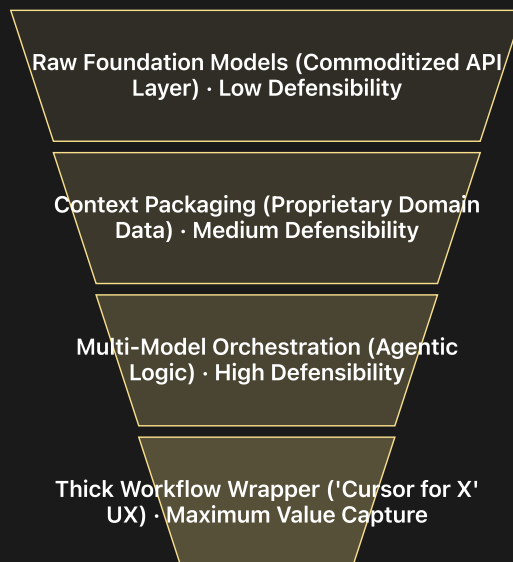 Raw Foundation Models (Commoditized API
Layer) · Low Defensibility
Context Packaging (Proprietary Domain
Data) · Medium Defensibility
Multi-Model Orchestration (Agentic
Logic) · High Defensibility
Thick Workflow Wrapper ('Cursor for X'
UX) · Maximum Value Capture